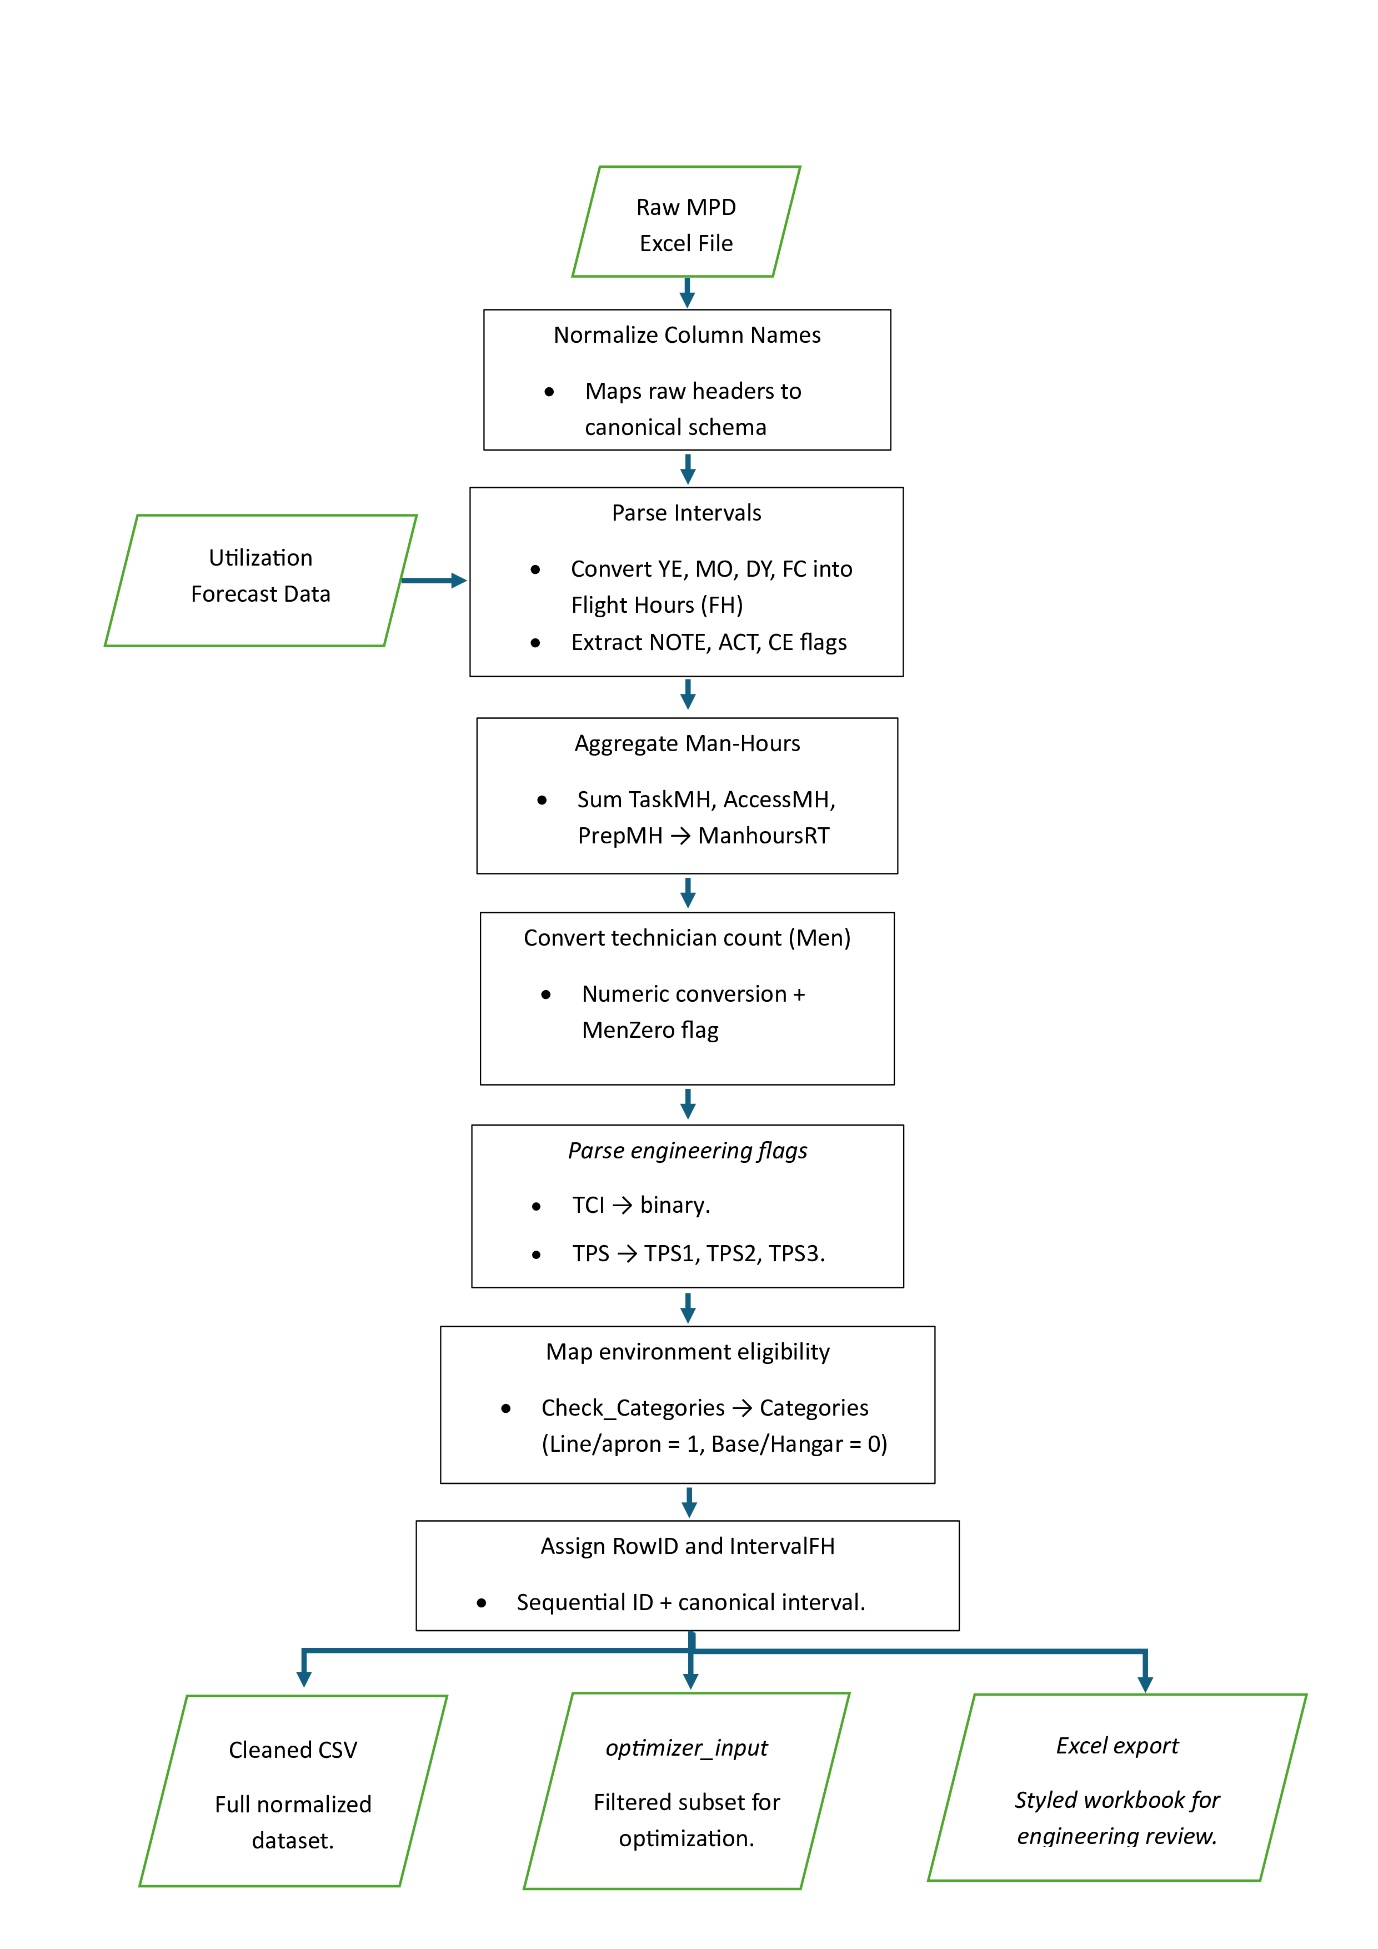 Raw MPD
Excel File
Normalize Column Names
• Maps raw headers to
canonical schema
Utilization
Forecast Data
Parse Intervals
• Convert YE, MO, DY, FC into
Flight Hours (FH)
• Extract NOTE, ACT, CE flags
Aggregate Man-Hours
• Sum TaskMH, AccessMH,
PrepMH → ManhoursRT
Convert technician count (Men)
• Numeric conversion +
MenZero flag
Parse engineering flags
• TCI → binary.
• TPS → TPS1, TPS2, TPS3.
Map environment eligibility
• Check_Categories → Categories
(Line/apron = 1, Base/Hangar = 0)
Assign RowID and IntervalFH
• Sequential ID + canonical interval.
Cleaned CSV
Full normalized
dataset.
optimizer_input
Filtered subset for
optimization.
Excel export
Styled workbook for
engineering review.